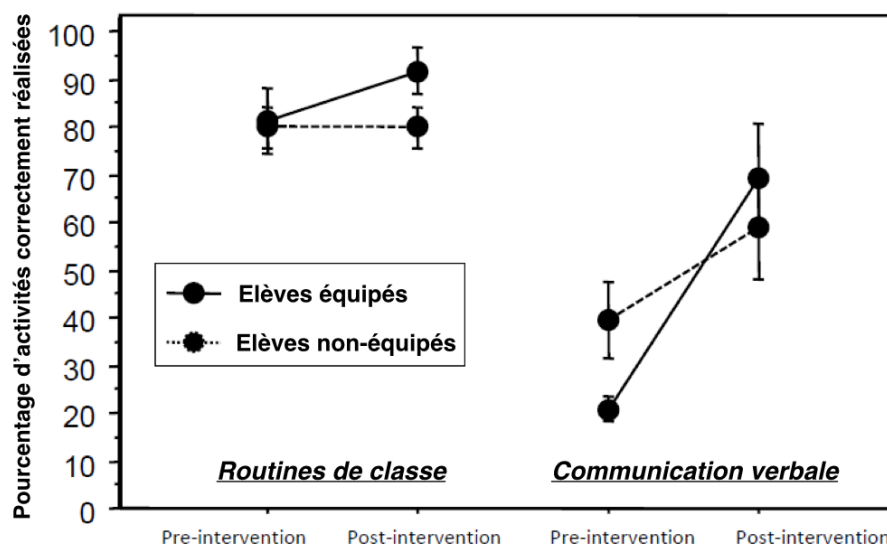 Pourcentage d'activités correctement réalisées
100
90
80
70
60
50
40
30
20
10
0
Elèves équipés
Elèves non-équipés
Routines de classe
Communication verbale
Pre-intervention
Post-intervention
Pre-intervention
Post-intervention